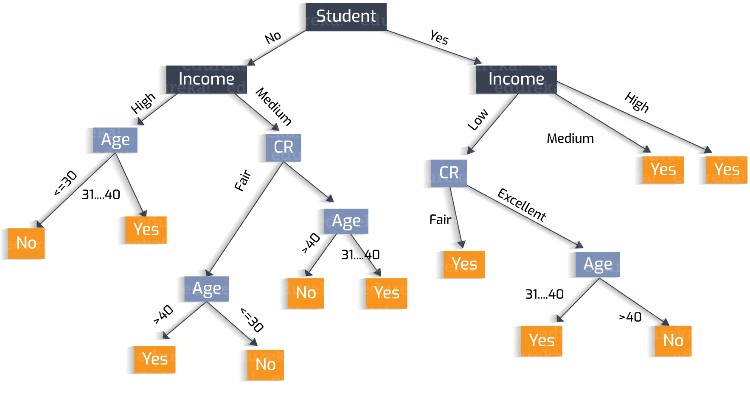 Student
No
Yes
Income
Income
High
Medium
Low
Medium
High
Age
CR
CR
Yes
Yes
<=30
31....40
Fair
Fair
Excellent
No
Yes
Age
>40
31....40
Yes
Age
Age
No
Yes
31....40
>40
>40
<=30
Yes
No
Yes
No